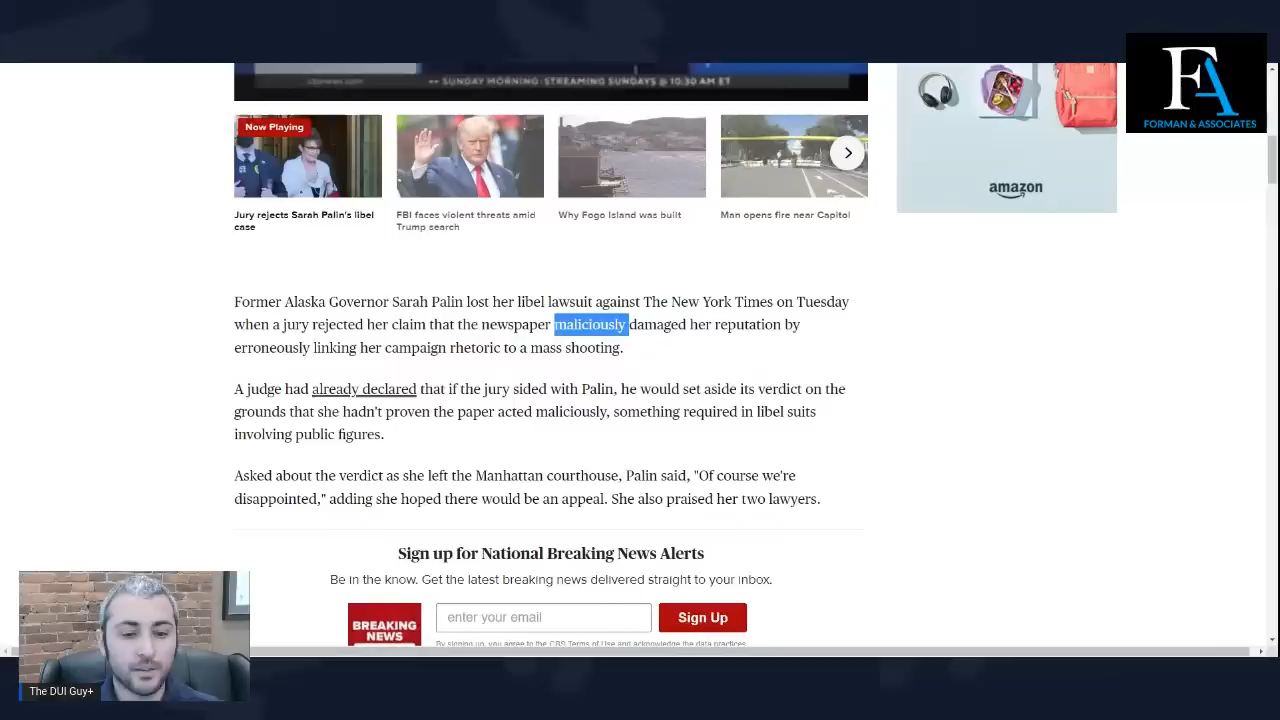 -- SUNDAY MORNING: STREAMING SUNDAYS @ 10:30 AM ET
FA
FORMAN & ASSOCIATES
Now Playing
amazon
Jury rejects Sarah Palin's libel
case
FBI faces violent threats amid
Trump search
Why Fogo Island was built
Man opens fire near Capitol
Former Alaska Governor Sarah Palin lost her libel lawsuit against The New York Times on Tuesday
when a jury rejected her claim that the newspaper maliciously damaged her reputation by
erroneously linking her campaign rhetoric to a mass shooting.
A judge had already declared that if the jury sided with Palin, he would set aside its verdict on the
grounds that she hadn't proven the paper acted maliciously, something required in libel suits
involving public figures.
Asked about the verdict as she left the Manhattan courthouse, Palin said, "Of course we're
disappointed," adding she hoped there would be an appeal. She also praised her two lawyers.
Sign up for National Breaking News Alerts
Be in the know. Get the latest breaking news delivered straight to your inbox.
BREAKING
NEWS
enter your email
Sign Up
By signing up, you agree to the CBS Terms of Use and acknowledge the data practices
The DUI Guy+